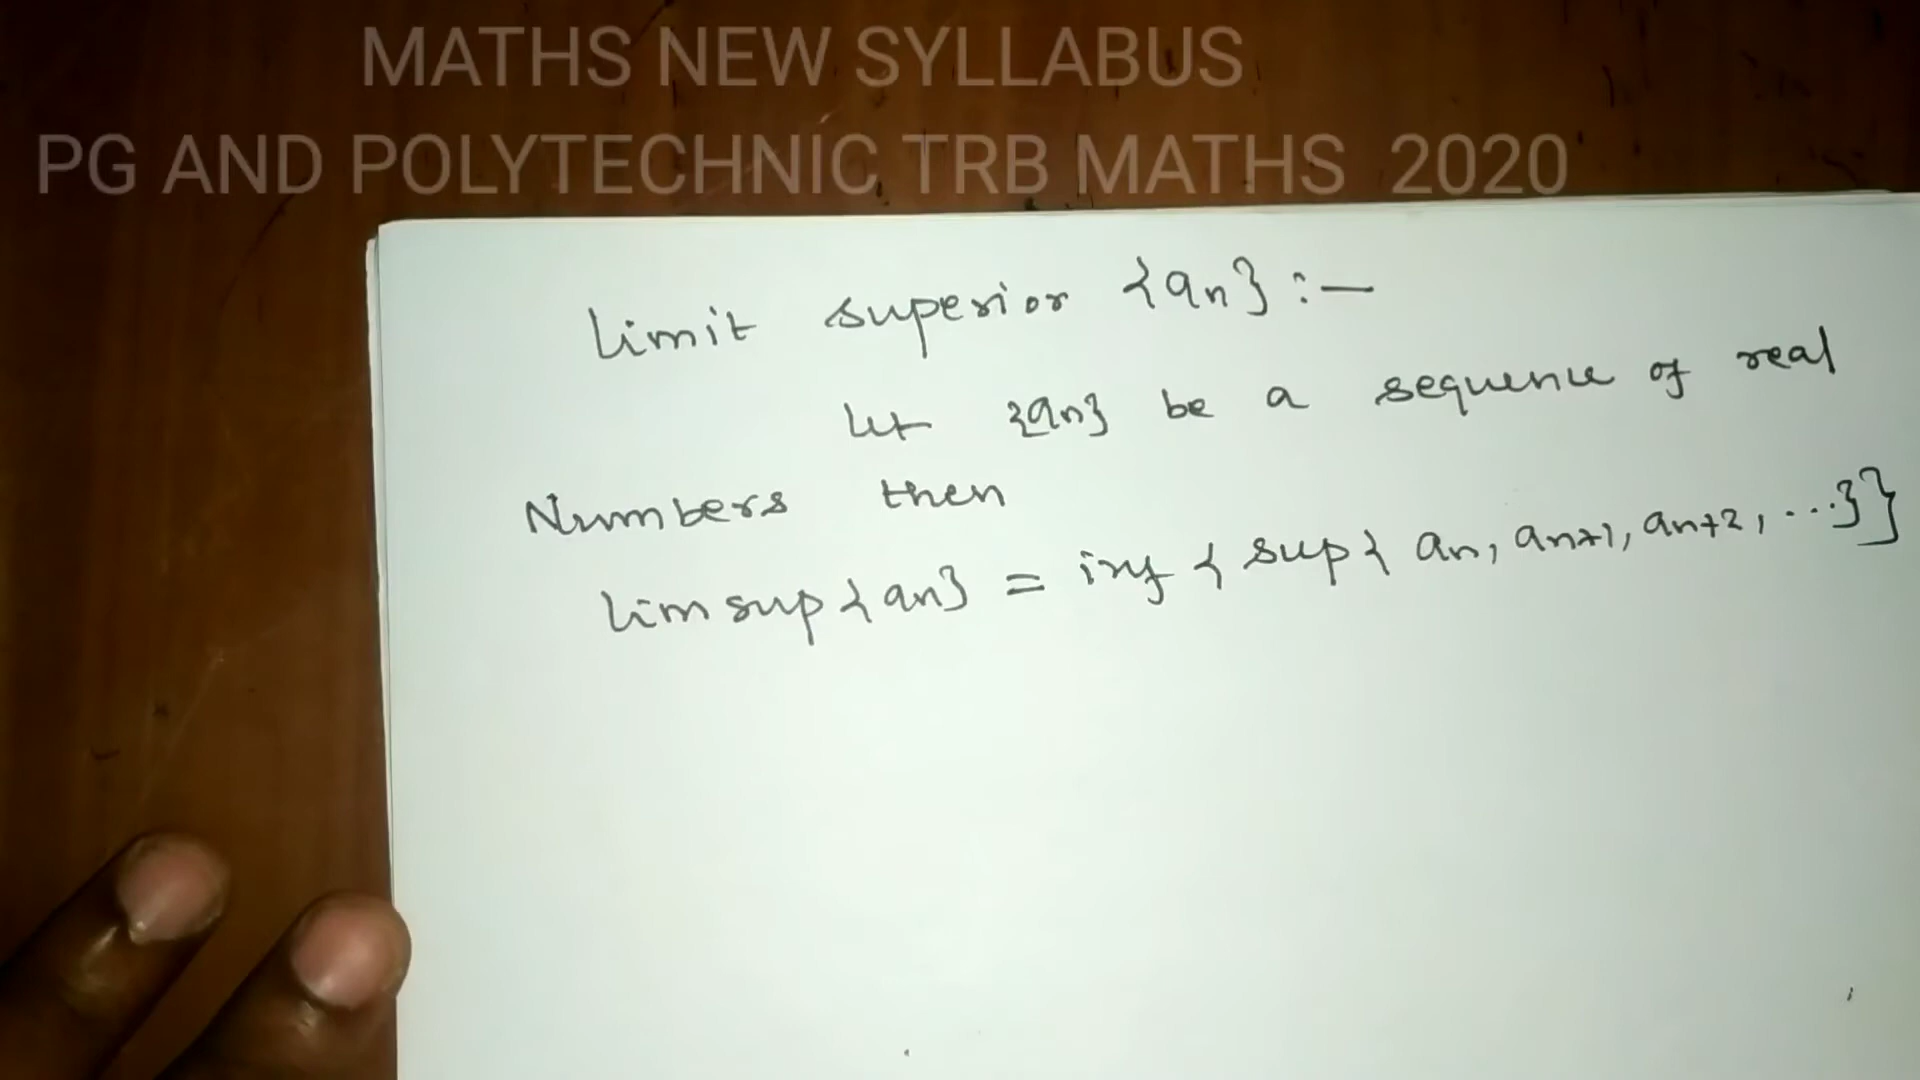 MATHS NEW SYLLABUS
PG AND POLYTECHNIC TRB MATHS 2020
Limit superior {an} :-
Let {an} be a sequence of real
Numbers then
lim sup {an} = inf { sup { an, an+1, an+2, ...}}